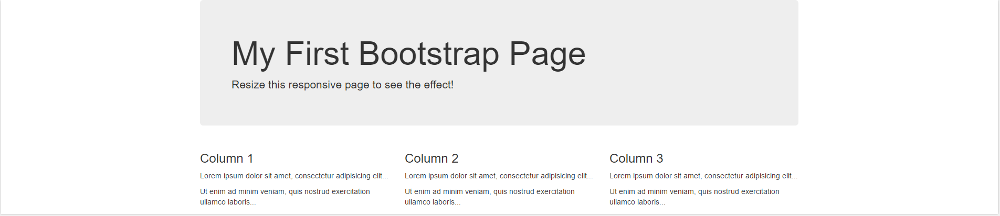 My First Bootstrap Page
Resize this responsive page to see the effect!
Column 1
Lorem ipsum dolor sit amet, consectetur adipisicing elit...
Ut enim ad minim veniam, quis nostrud exercitation
ullamco laboris...
Column 2
Lorem ipsum dolor sit amet, consectetur adipisicing elit...
Ut enim ad minim veniam, quis nostrud exercitation
ullamco laboris...
Column 3
Lorem ipsum dolor sit amet, consectetur adipisicing elit...
Ut enim ad minim veniam, quis nostrud exercitation
ullamco laboris...